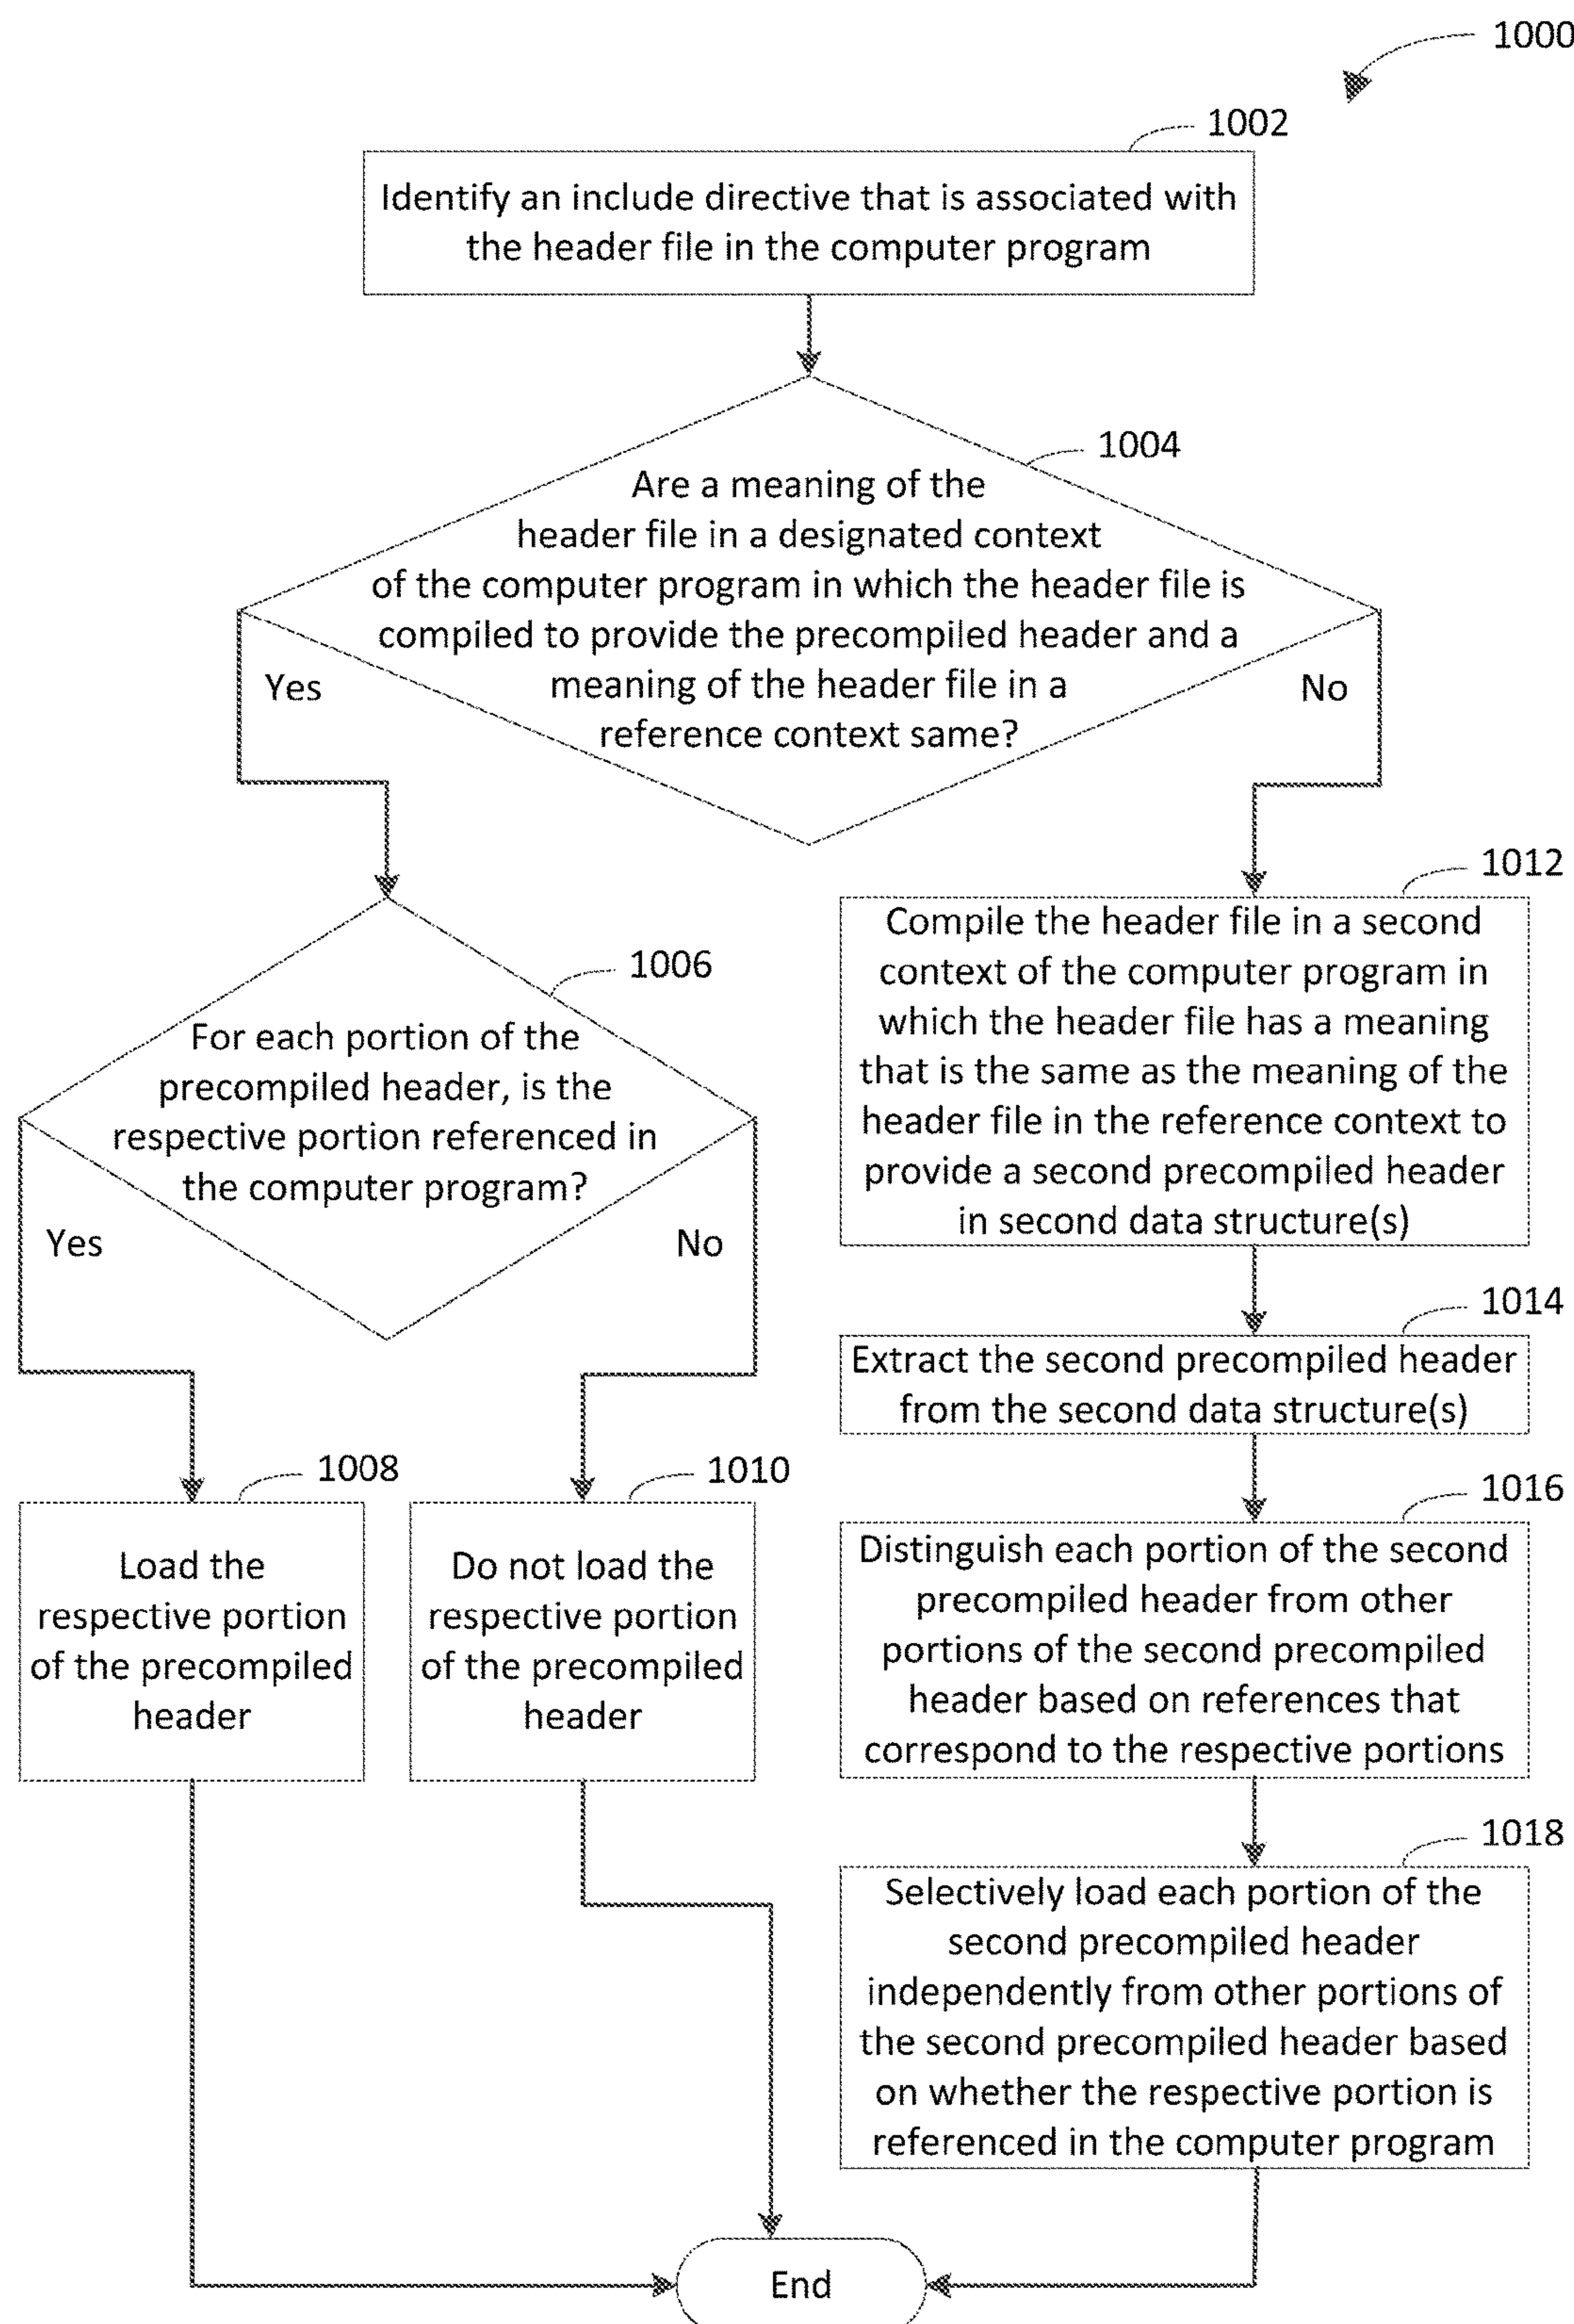 1000
1002
Identify an include directive that is associated with
the header file in the computer program
1004
Are a meaning of the
header file in a designated context
of the computer program in which the header file is
compiled to provide the precompiled header and a
meaning of the header file in a
reference context same?
Yes
No
1006
For each portion of the
precompiled header, is the
respective portion referenced in
the computer program?
Yes
No
1008
Load the
respective portion
of the precompiled
header
1010
Do not load the
respective portion
of the precompiled
header
1012
Compile the header file in a second
context of the computer program in
which the header file has a meaning
that is the same as the meaning of the
header file in the reference context to
provide a second precompiled header
in second data structure(s)
1014
Extract the second precompiled header
from the second data structure(s)
1016
Distinguish each portion of the second
precompiled header from other
portions of the second precompiled
header based on references that
correspond to the respective portions
1018
Selectively load each portion of the
second precompiled header
independently from other portions of
the second precompiled header based
on whether the respective portion is
referenced in the computer program
End